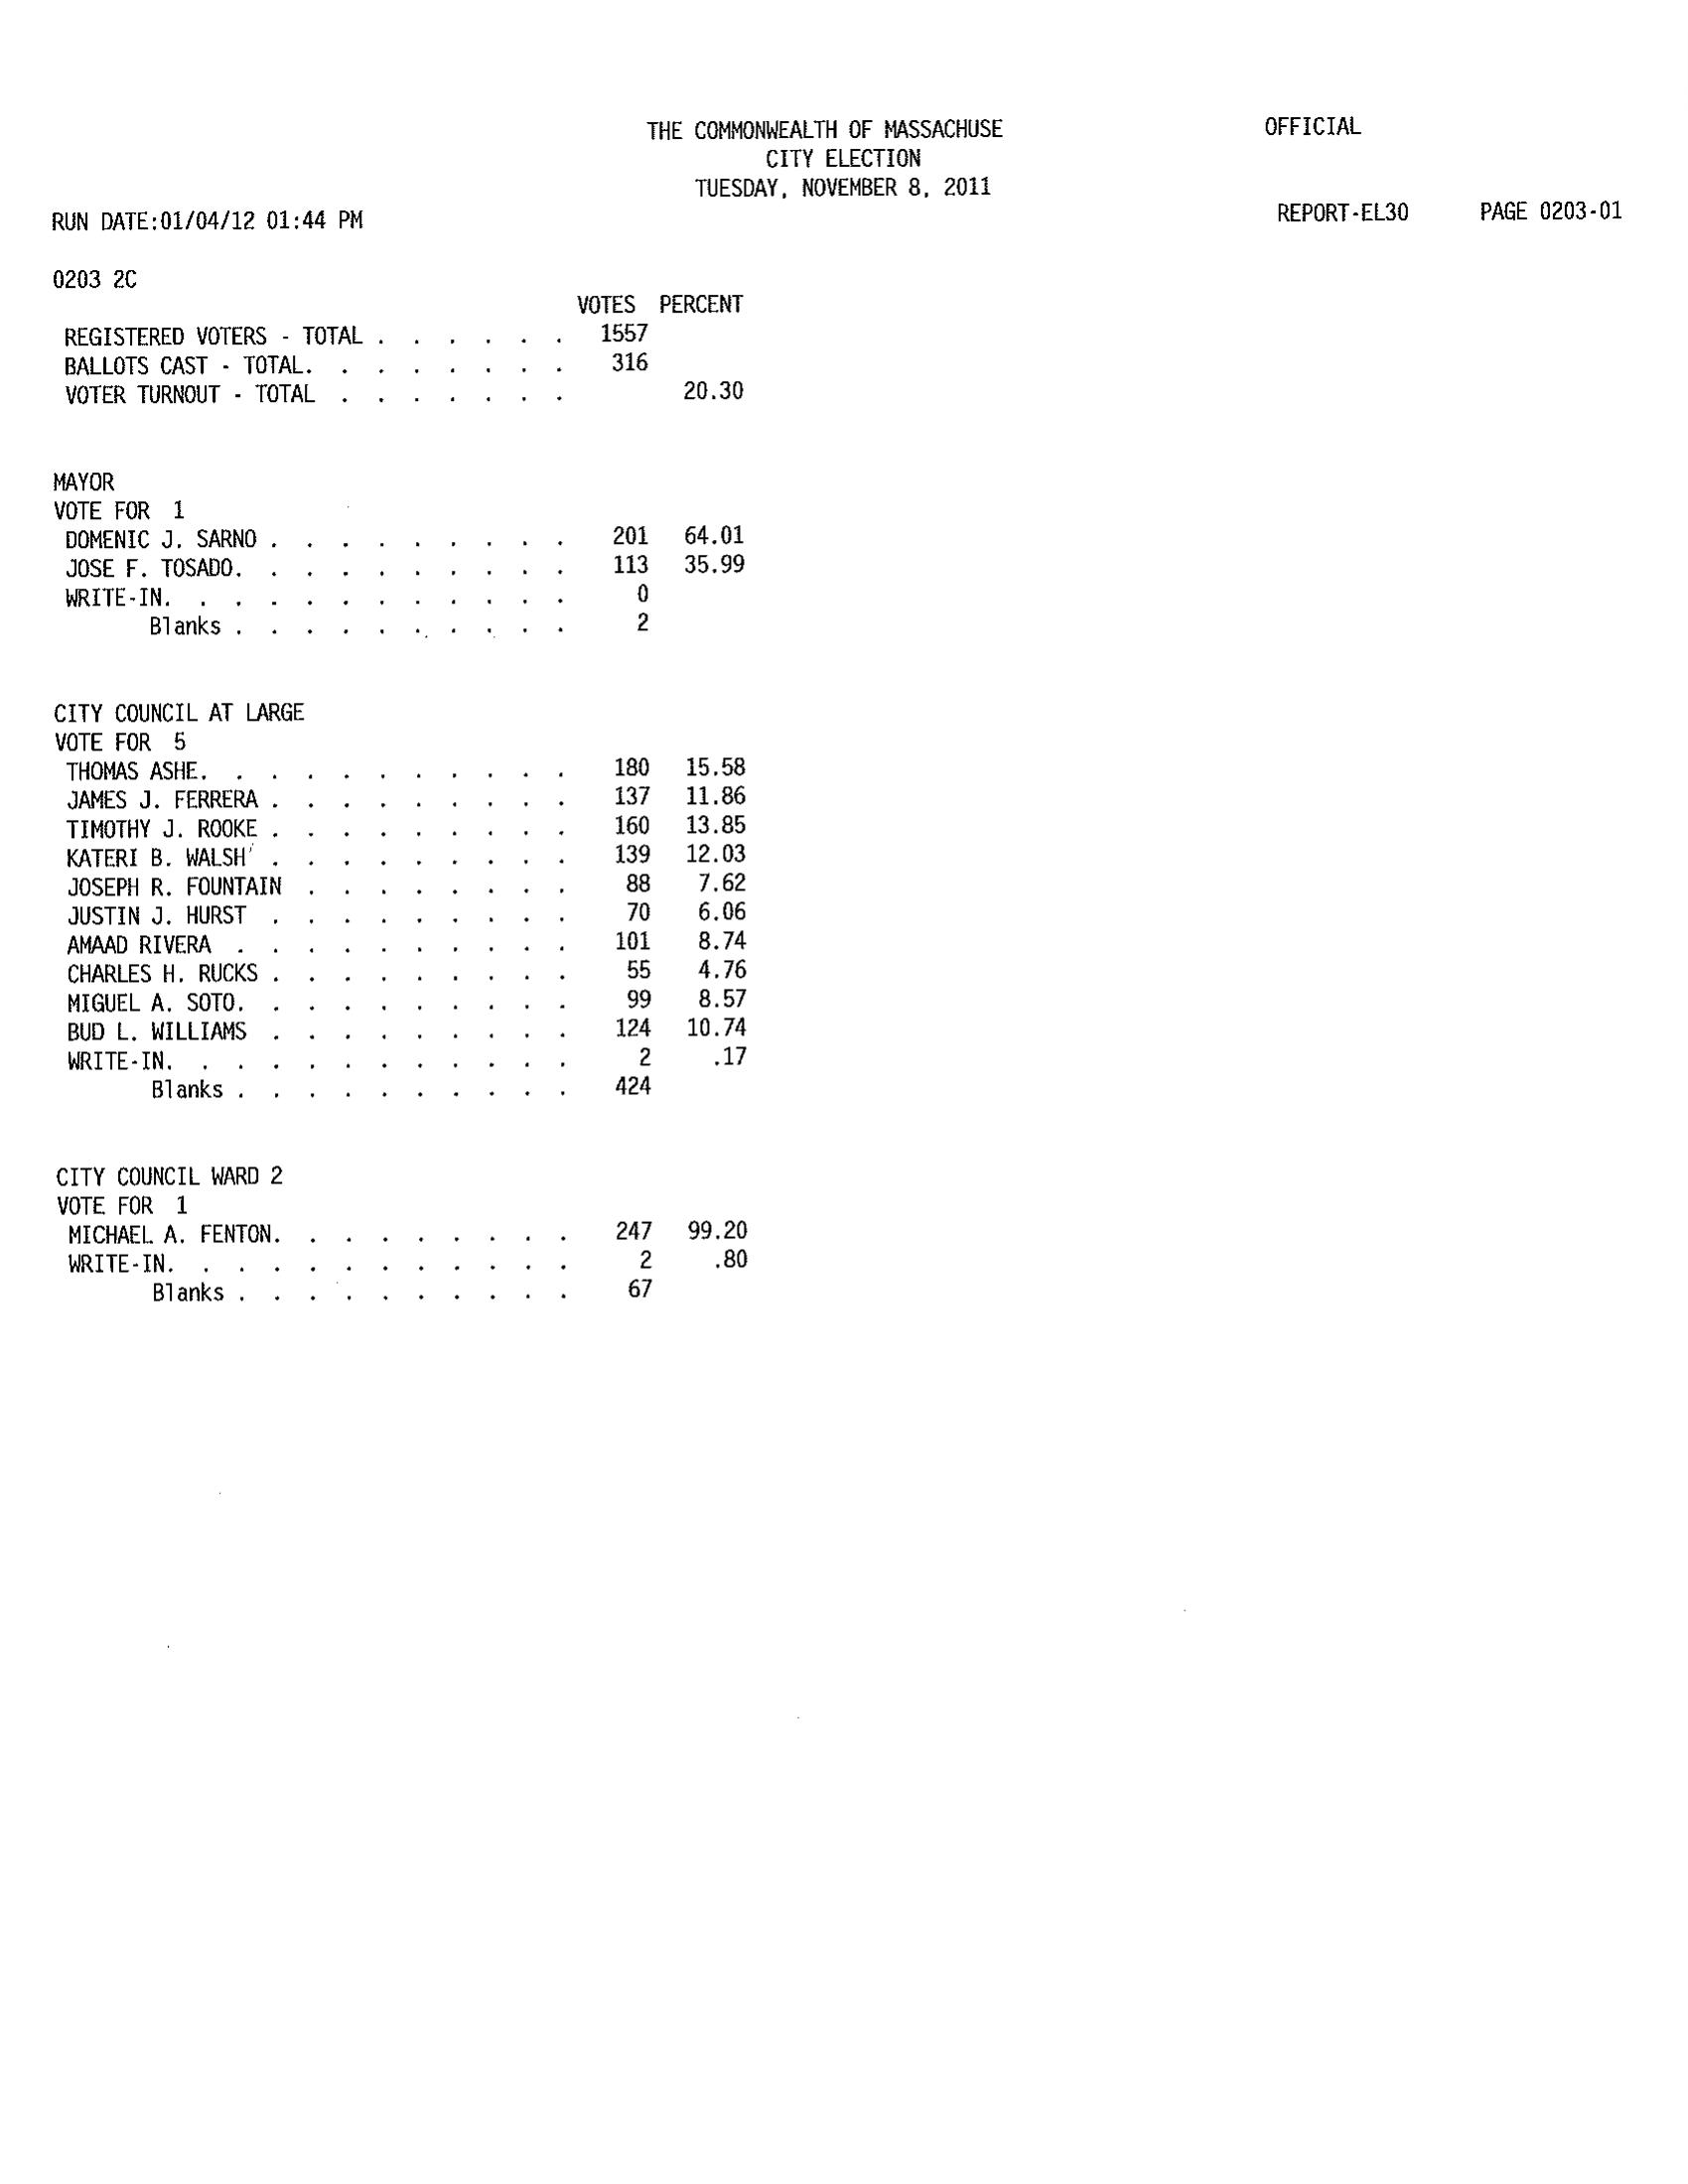 THE COMMONWEALTH OF MASSACHUSE OFFICIAL
CITY ELECTION
TUESDAY, NOVEMBER 8, 2011
RUN DATE:01/04/12 01:44 PM REPORT-EL30 PAGE 0203-01
0203 2C
VOTES PERCENT
REGISTERED VOTERS - TOTAL . . . . . . 1557
BALLOTS CAST - TOTAL. . . . . . . . 316
VOTER TURNOUT - TOTAL . . . . . . . 20.30
MAYOR
VOTE FOR 1
DOMENIC J. SARNO . . . . . . . . . 201 64.01
JOSE F. TOSADO. . . . . . . . . . 113 35.99
WRITE-IN. . . . . . . . . . . . 0
Blanks . . . . . . . . . . 2
CITY COUNCIL AT LARGE
VOTE FOR 5
THOMAS ASHE. . . . . . . . . . . 180 15.58
JAMES J. FERRERA . . . . . . . . . 137 11.86
TIMOTHY J. ROOKE . . . . . . . . . 160 13.85
KATERI B. WALSH . . . . . . . . . 139 12.03
JOSEPH R. FOUNTAIN . . . . . . . . 88 7.62
JUSTIN J. HURST . . . . . . . . . 70 6.06
AMAAD RIVERA . . . . . . . . . . 101 8.74
CHARLES H. RUCKS . . . . . . . . . 55 4.76
MIGUEL A. SOTO. . . . . . . . . . 99 8.57
BUD L. WILLIAMS . . . . . . . . . 124 10.74
WRITE-IN. . . . . . . . . . . . 2 .17
Blanks . . . . . . . . . . 424
CITY COUNCIL WARD 2
VOTE FOR 1
MICHAEL A. FENTON. . . . . . . . . 247 99.20
WRITE-IN. . . . . . . . . . . . 2 .80
Blanks . . . . . . . . . . 67